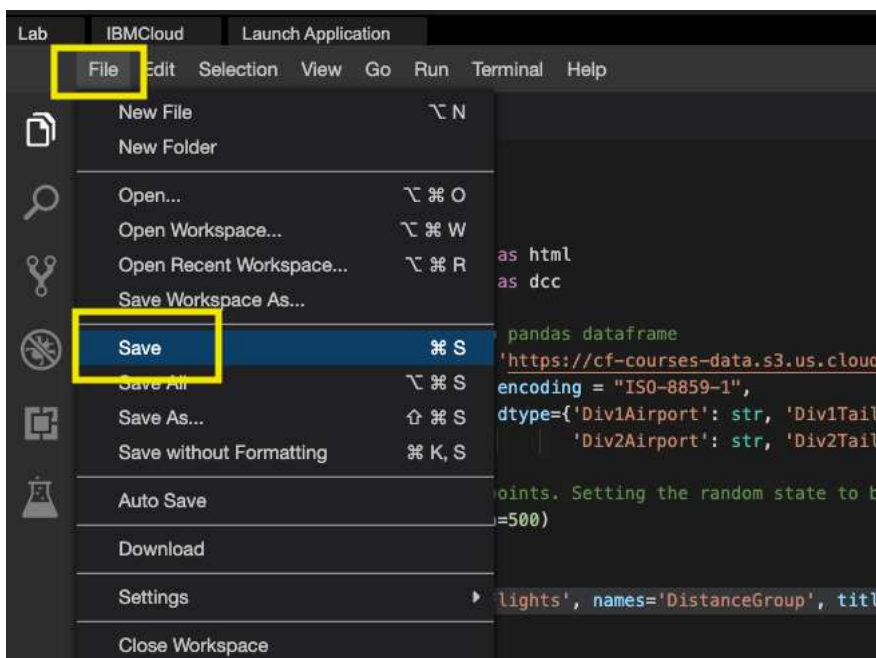 Lab IBMCloud Launch Application
File Edit Selection View Go Run Terminal Help
New File ⌥ N
New Folder
Open... ⌥ ⌘ O
Open Workspace... ⌥ ⌘ W
Open Recent Workspace... ⌥ ⌘ R
Save Workspace As...
Save ⌘ S
Save All ⌥ ⌘ S
Save As... ⇧ ⌘ S
Save without Formatting ⌘ K, S
Auto Save
Download
Settings
Close Workspace
as html
as dcc
pandas dataframe
'https://cf-courses-data.s3.us.cloud
encoding = "ISO-8859-1",
dtype={'Div1Airport': str, 'Div1Tail
'Div2Airport': str, 'Div2Tail
oints. Setting the random state to b
=500)
lights', names='DistanceGroup', titl